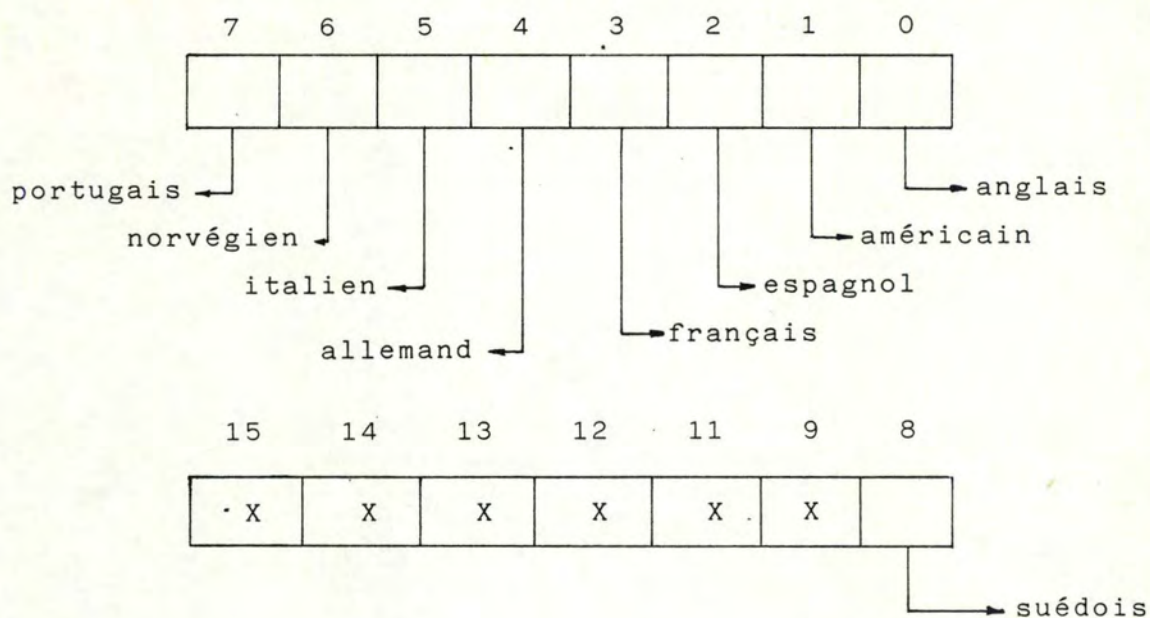 7 6 5 4 3 2 1 0
portugais anglais
norvégien américain
italien espagnol
allemand français
15 14 13 12 11 9 8
X X X X X X
suédois